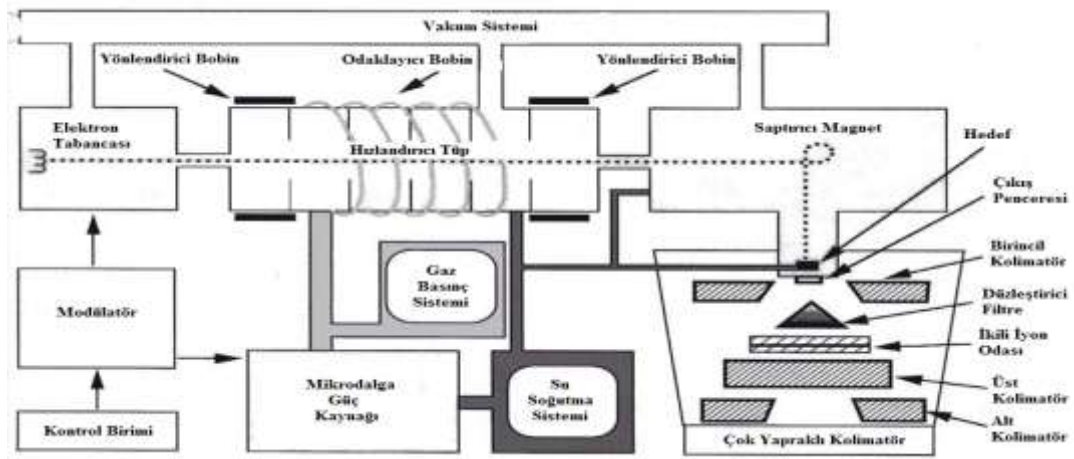 Vakum Sistemi
Yönlendirici Bobin
Odaklayıcı Bobin
Yönlendirici Bobin
Elektron
Tabancası
Hızlandırıcı Tüp
Saptırıcı Magnet
Hedef
Çıkış
Penceresi
Birincil
Kolimatör
Düzleştirici
Filtre
İkili İyon
Odası
Üst
Kolimatör
Alt
Kolimatör
Gaz
Basınç
Sistemi
Modülatör
Mikrodalga
Güç
Kaynağı
Su
Soğutma
Sistemi
Kontrol Birimi
Çok Yapraklı Kolimatör